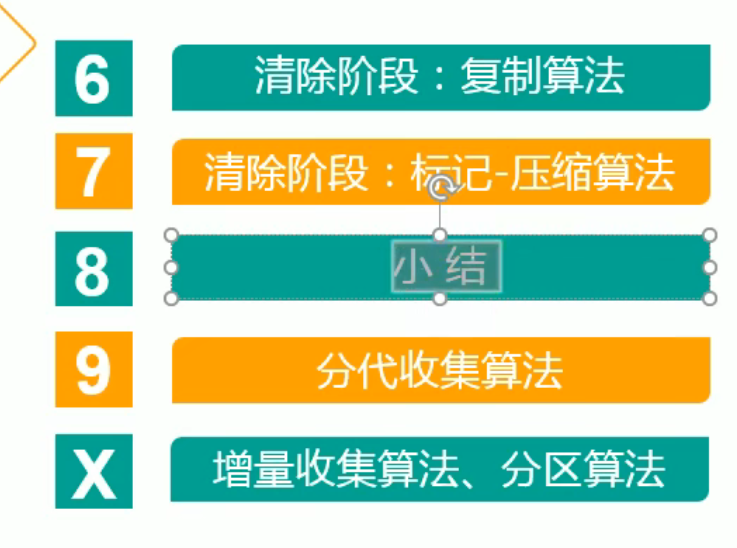 6 清除阶段：复制算法
7 清除阶段：标记-压缩算法
8 小 结
9 分代收集算法
X 增量收集算法、分区算法